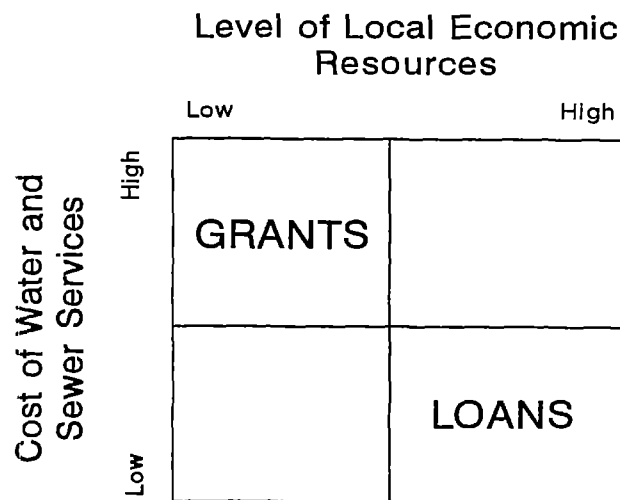 Level of Local Economic
Resources
Low High
High
Cost of Water and
Sewer Services
GRANTS
LOANS
Low